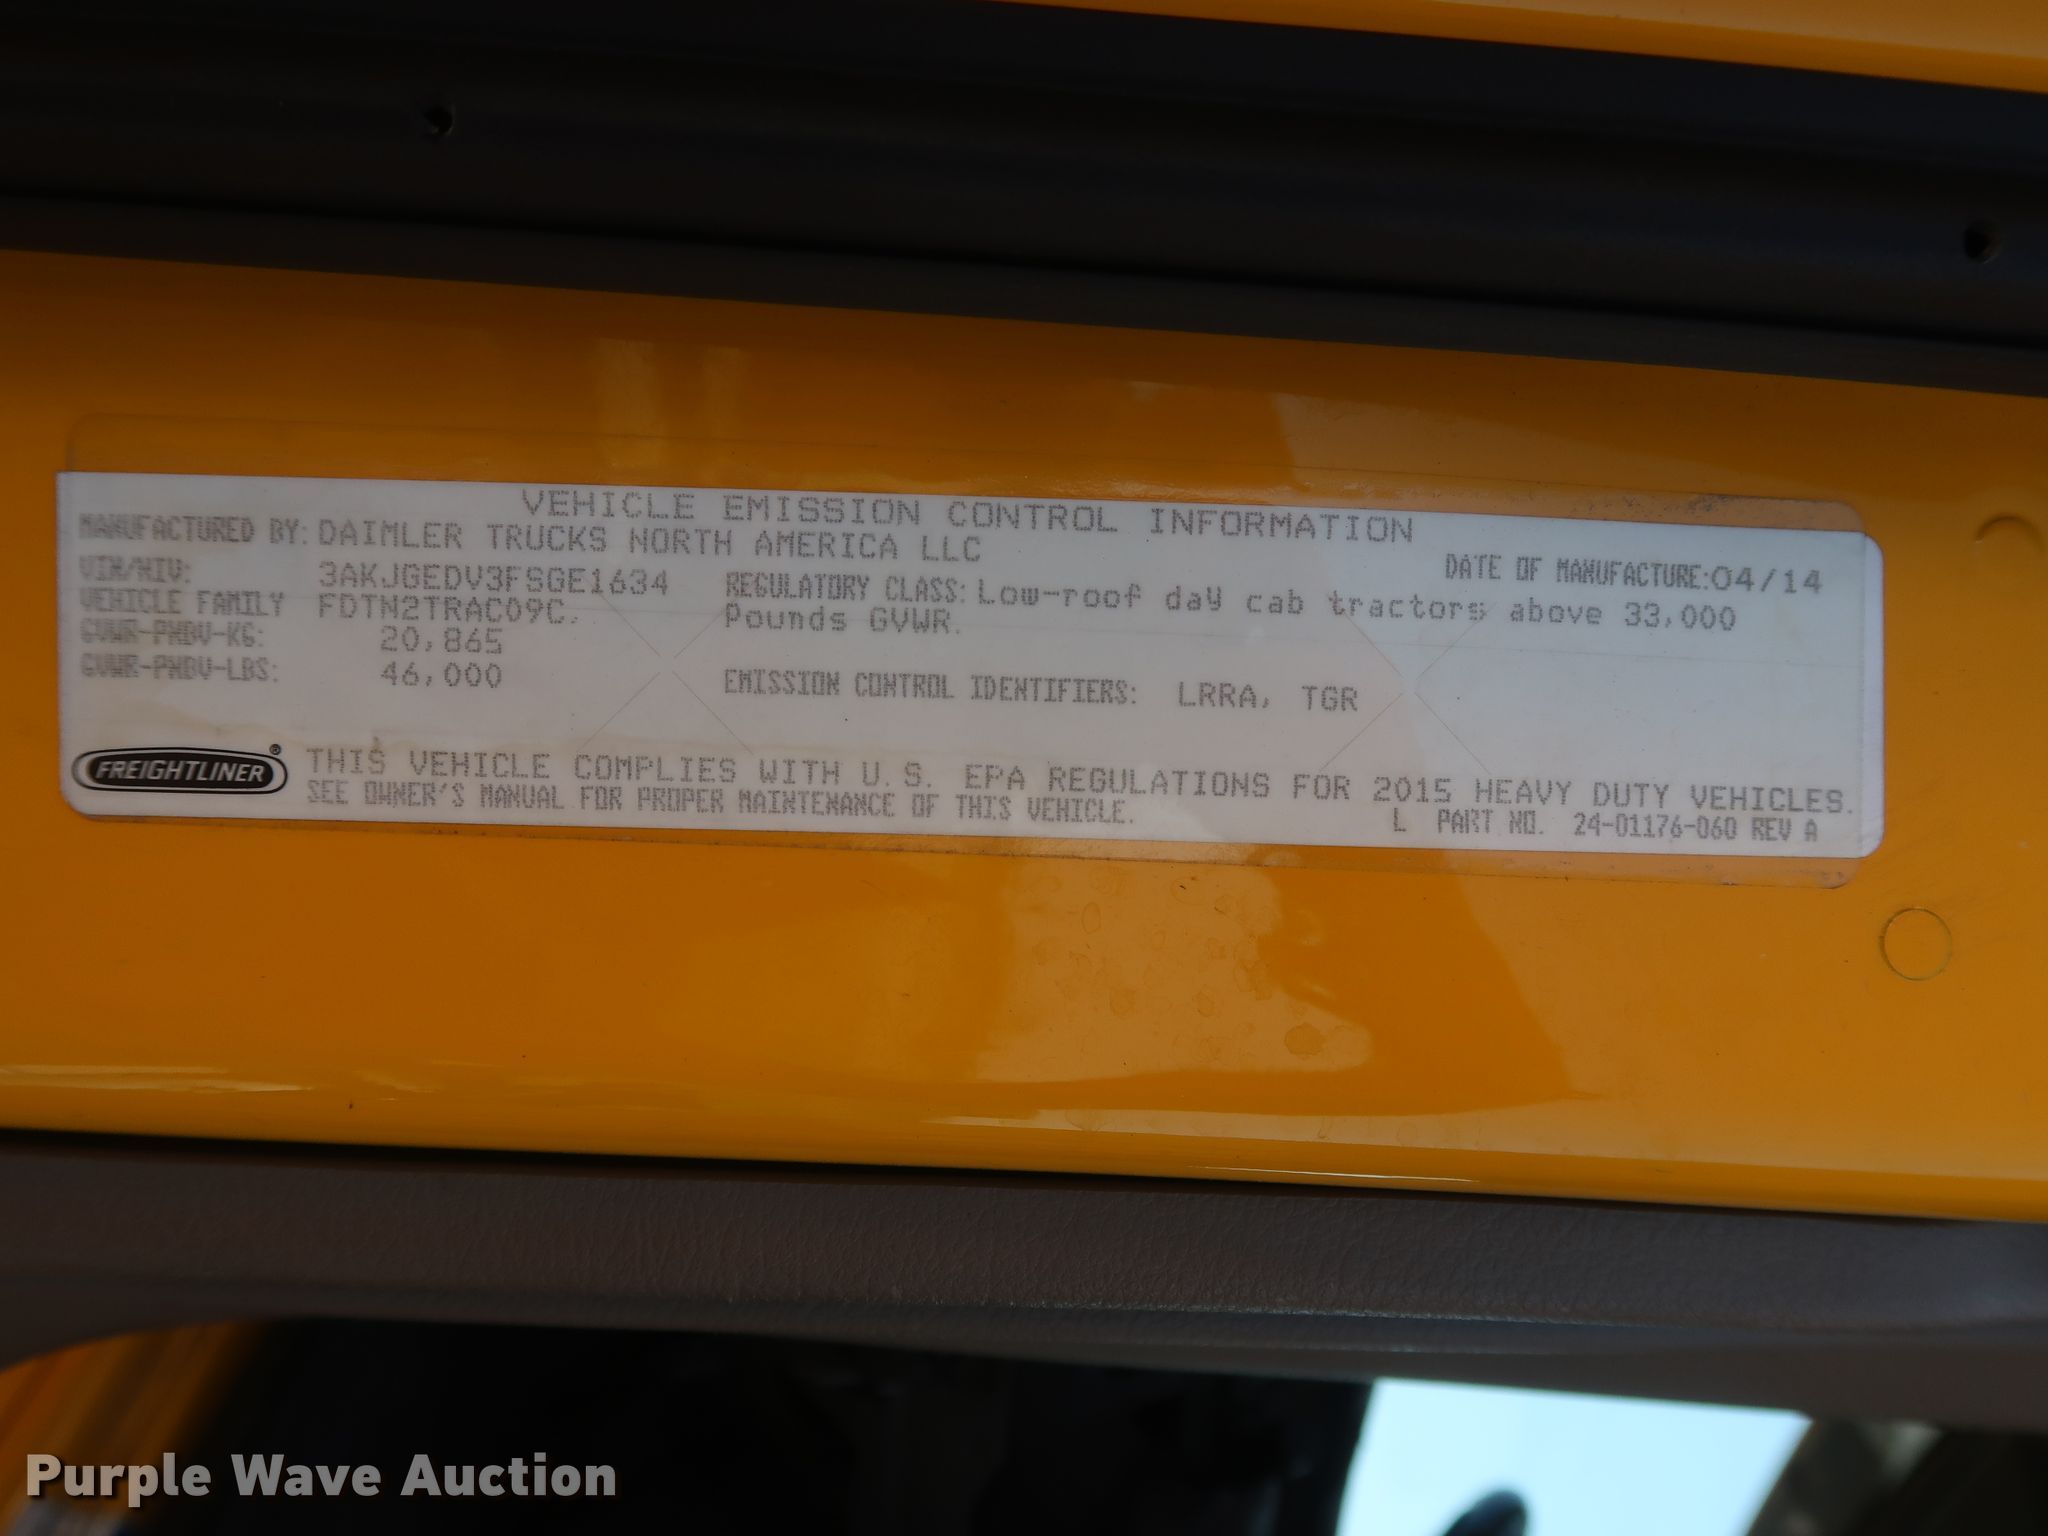 VEHICLE EMISSION CONTROL INFORMATION
MANUFACTURED BY: DAIMLER TRUCKS NORTH AMERICA LLC
DATE OF MANUFACTURE: 04/14
VIN/NIV: 3AKJGEDV3FSGE1634
REGULATORY CLASS: Low-roof day cab tractors above 33,000
Pounds GVWR.
VEHICLE FAMILY FDTN2TRAC09C.
GVWR-PNBV-KG: 20,865
GVWR-PNBV-LBS: 46,000
EMISSION CONTROL IDENTIFIERS: LRRA, TGR
FREIGHTLINER®
THIS VEHICLE COMPLIES WITH U.S. EPA REGULATIONS FOR 2015 HEAVY DUTY VEHICLES.
SEE OWNER'S MANUAL FOR PROPER MAINTENANCE OF THIS VEHICLE.
L PART NO. 24-01176-060 REV A
Purple Wave Auction